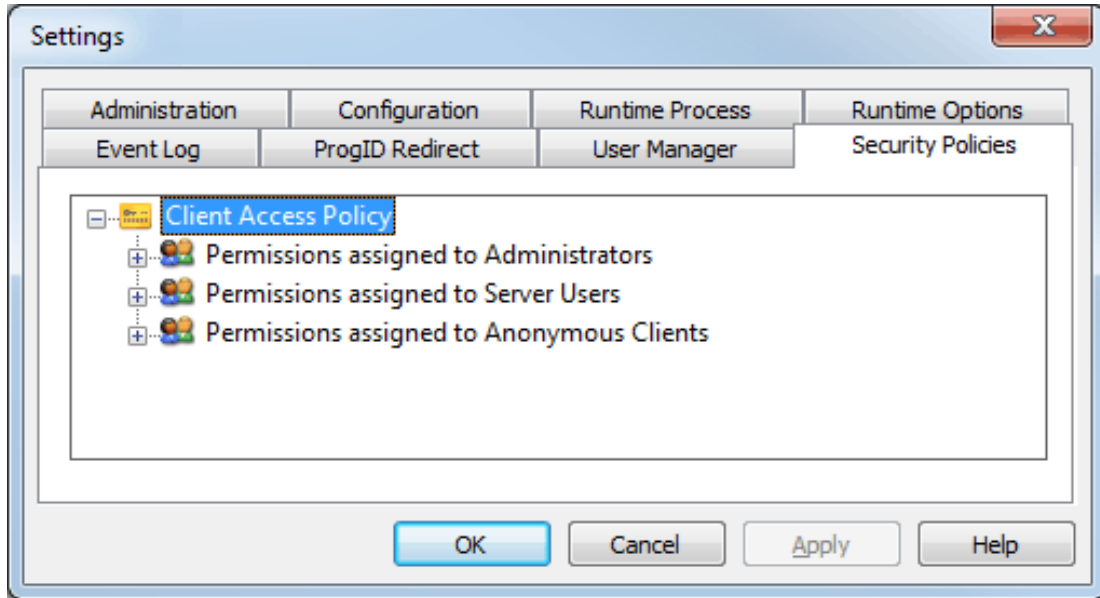 Settings
Administration Configuration Runtime Process Runtime Options
Event Log ProgID Redirect User Manager Security Policies
Client Access Policy
Permissions assigned to Administrators
Permissions assigned to Server Users
Permissions assigned to Anonymous Clients
OK Cancel Apply Help